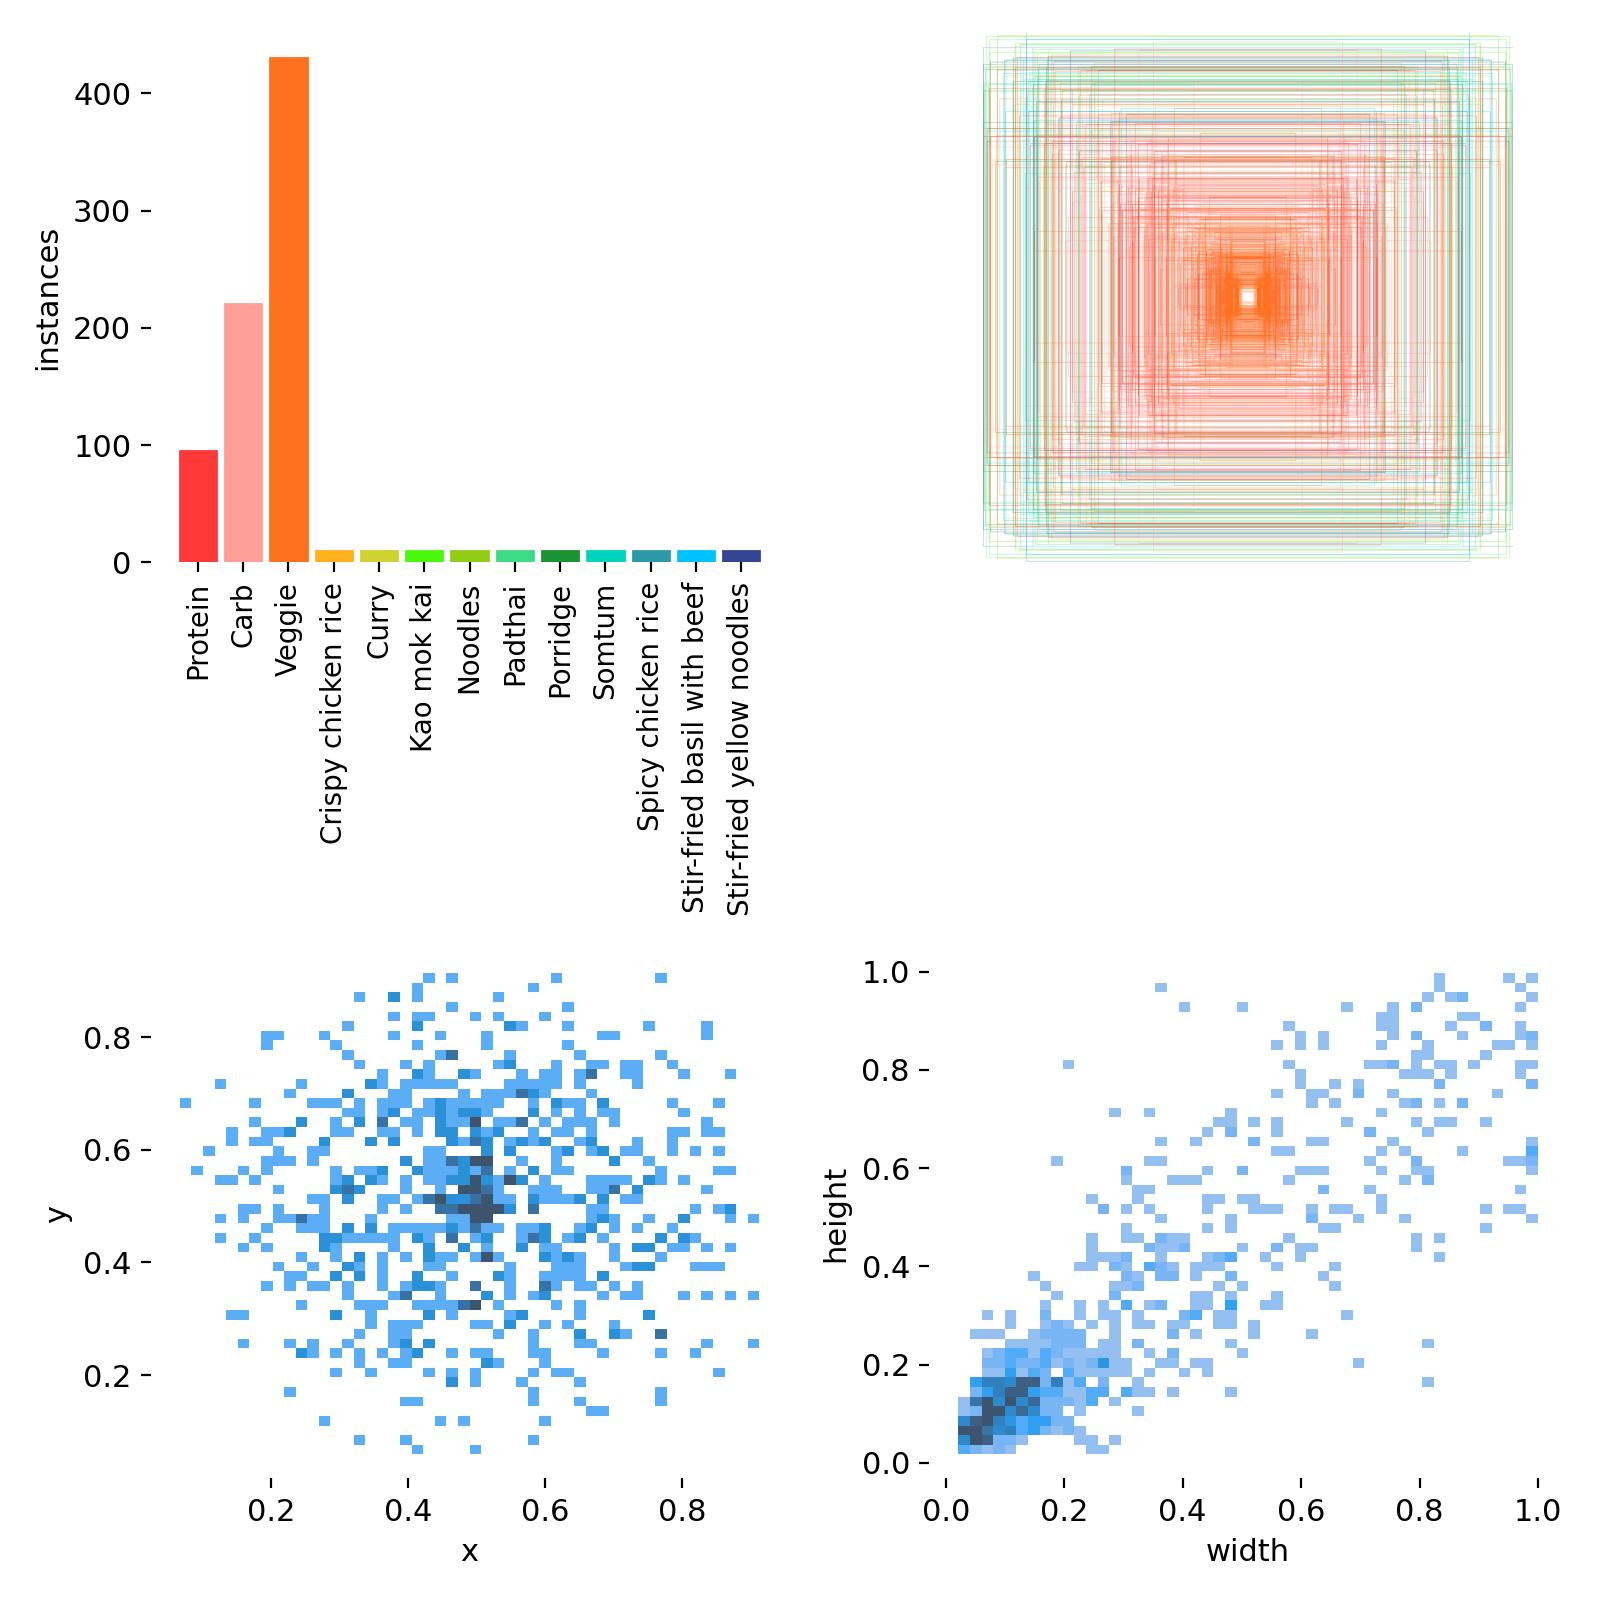 instances
400
300
200
100
0
Protein
Carb
Veggie
Crispy chicken rice
Curry
Kao mok kai
Noodles
Padthai
Porridge
Somtum
Spicy chicken rice
Stir-fried basil with beef
Stir-fried yellow noodles
y
0.8
0.6
0.4
0.2
0.2 0.4 0.6 0.8
x
height
1.0
0.8
0.6
0.4
0.2
0.0
0.0 0.2 0.4 0.6 0.8 1.0
width